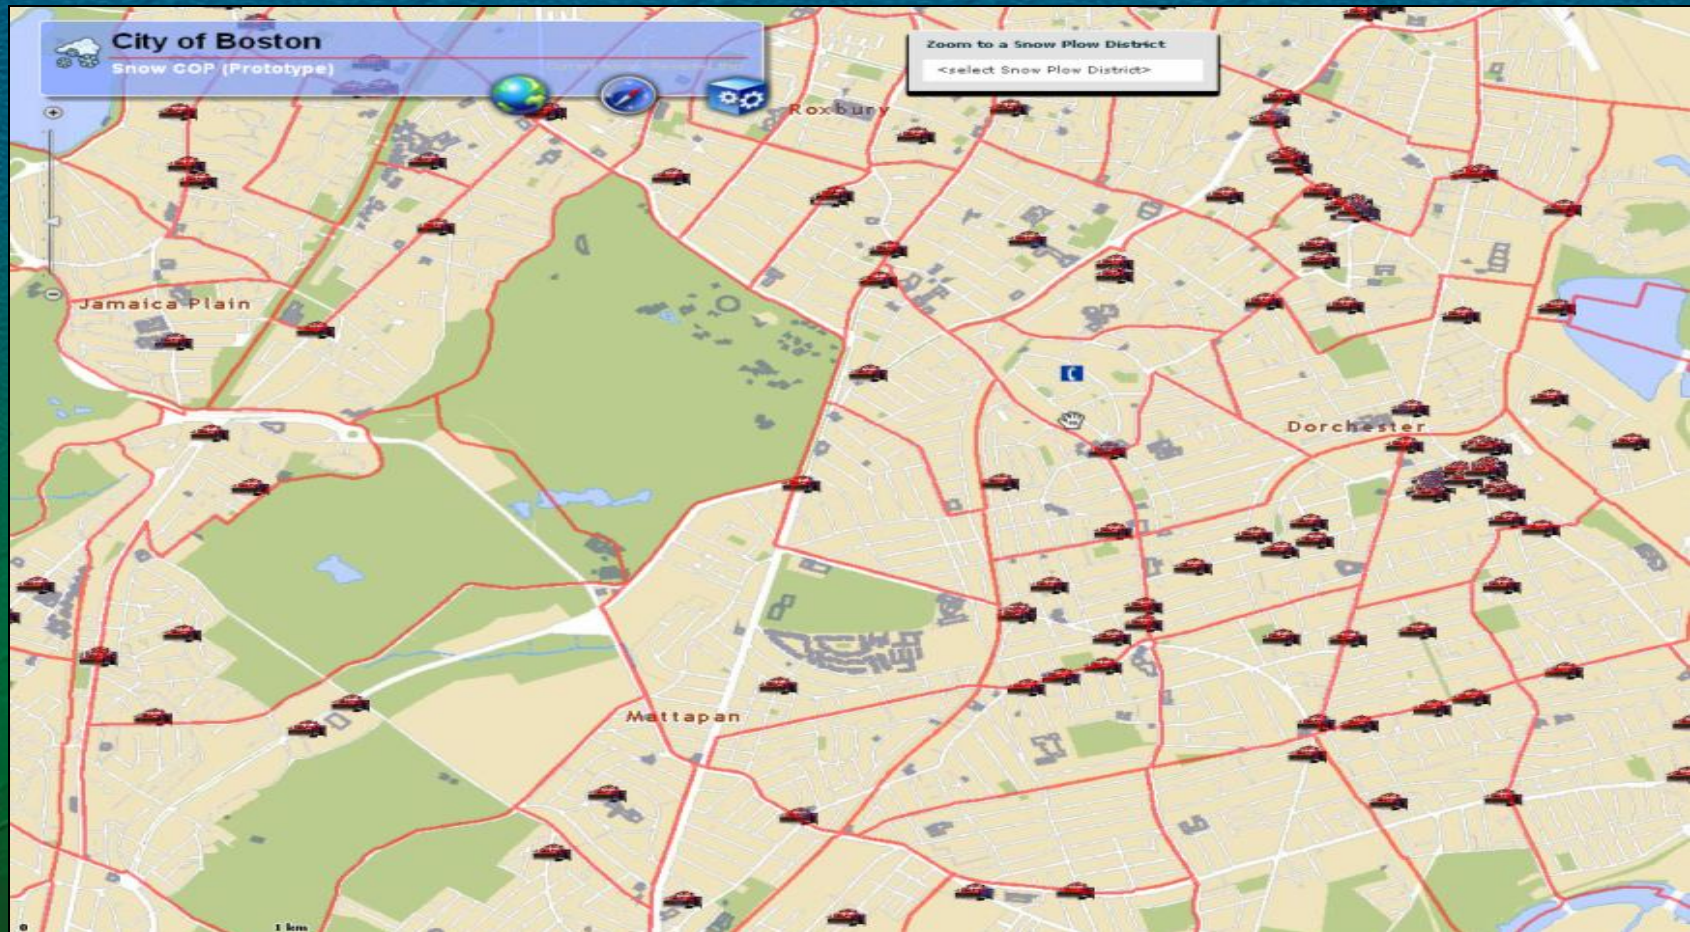 City of Boston
Snow COP (Prototype)
Zoom to a Snow Plow District
<select Snow Plow District>
Roxbury
Jamaica Plain
Dorchester
Mattapan
0
1 km